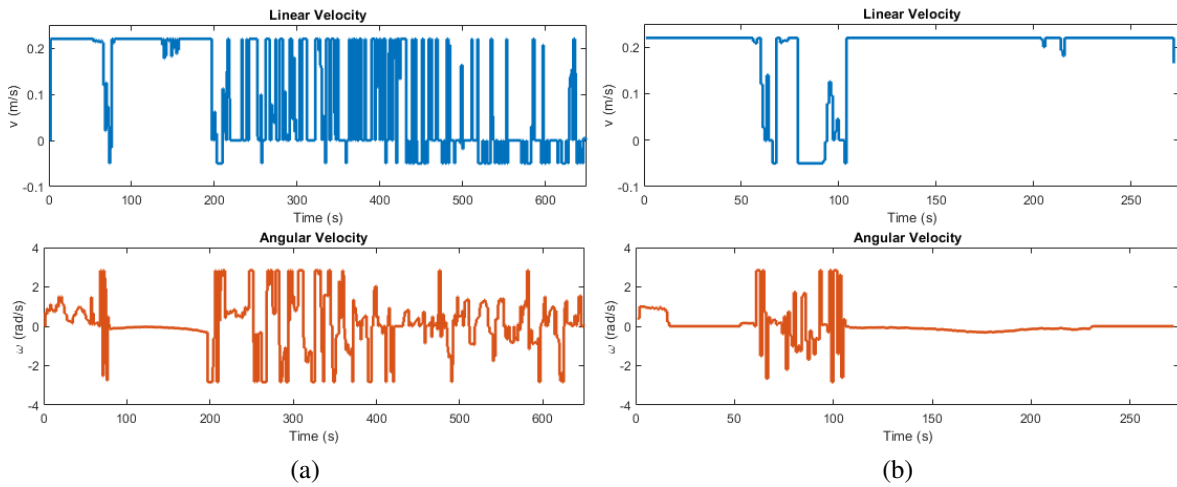 Linear Velocity
v (m/s)
0.2
0.1
0
-0.1
0 100 200 300 400 500 600
Time (s)
Angular Velocity
ω (rad/s)
4
2
0
-2
-4
0 100 200 300 400 500 600
Time (s)
(a)
Linear Velocity
v (m/s)
0.2
0.1
0
-0.1
0 50 100 150 200 250
Time (s)
Angular Velocity
ω (rad/s)
4
2
0
-2
-4
0 50 100 150 200 250
Time (s)
(b)